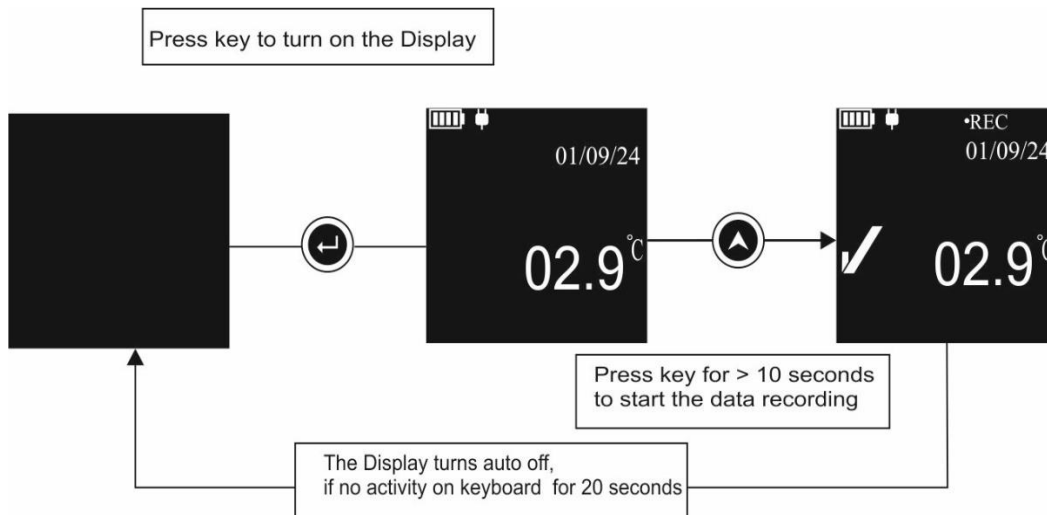 Press key to turn on the Display
01/09/24
02.9°C
•REC
01/09/24
02.9°C
Press key for > 10 seconds
to start the data recording
The Display turns auto off,
if no activity on keyboard for 20 seconds